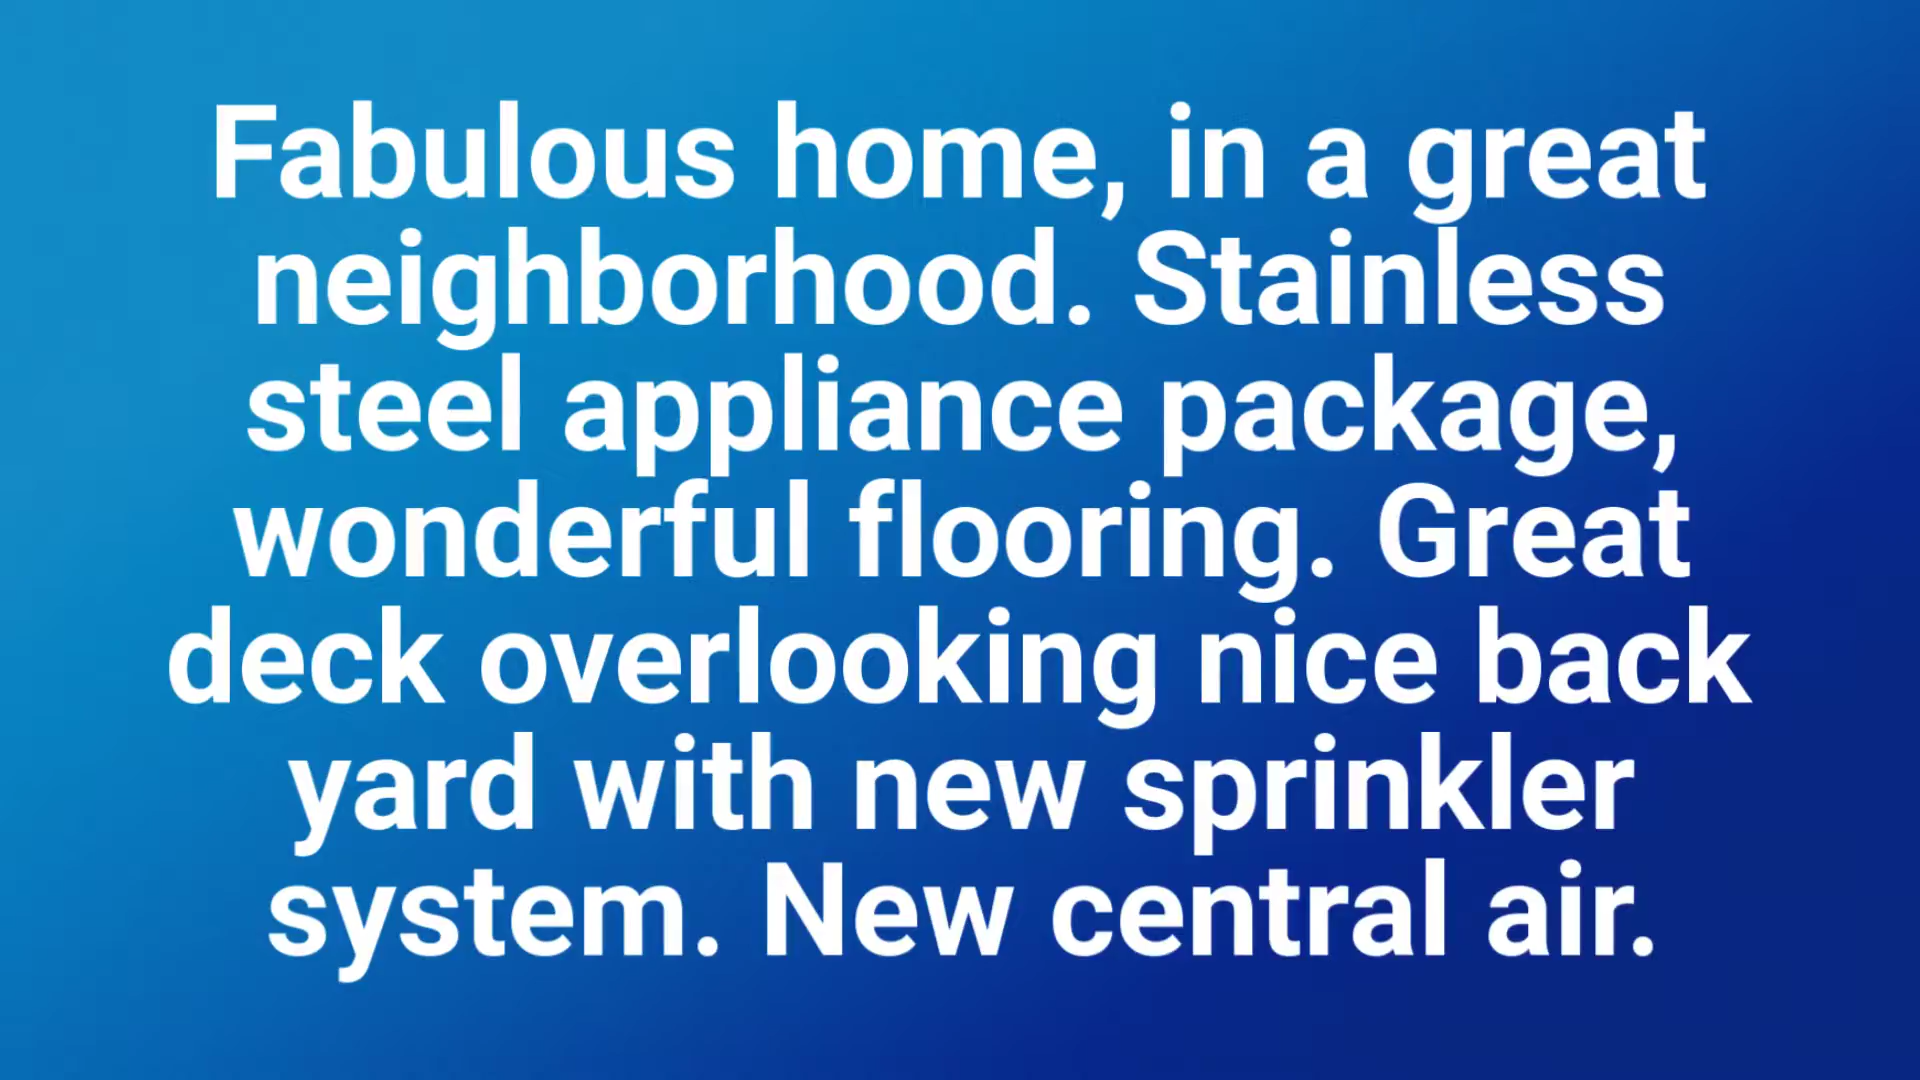 Fabulous home, in a great
neighborhood. Stainless
steel appliance package,
wonderful flooring. Great
deck overlooking nice back
yard with new sprinkler
system. New central air.